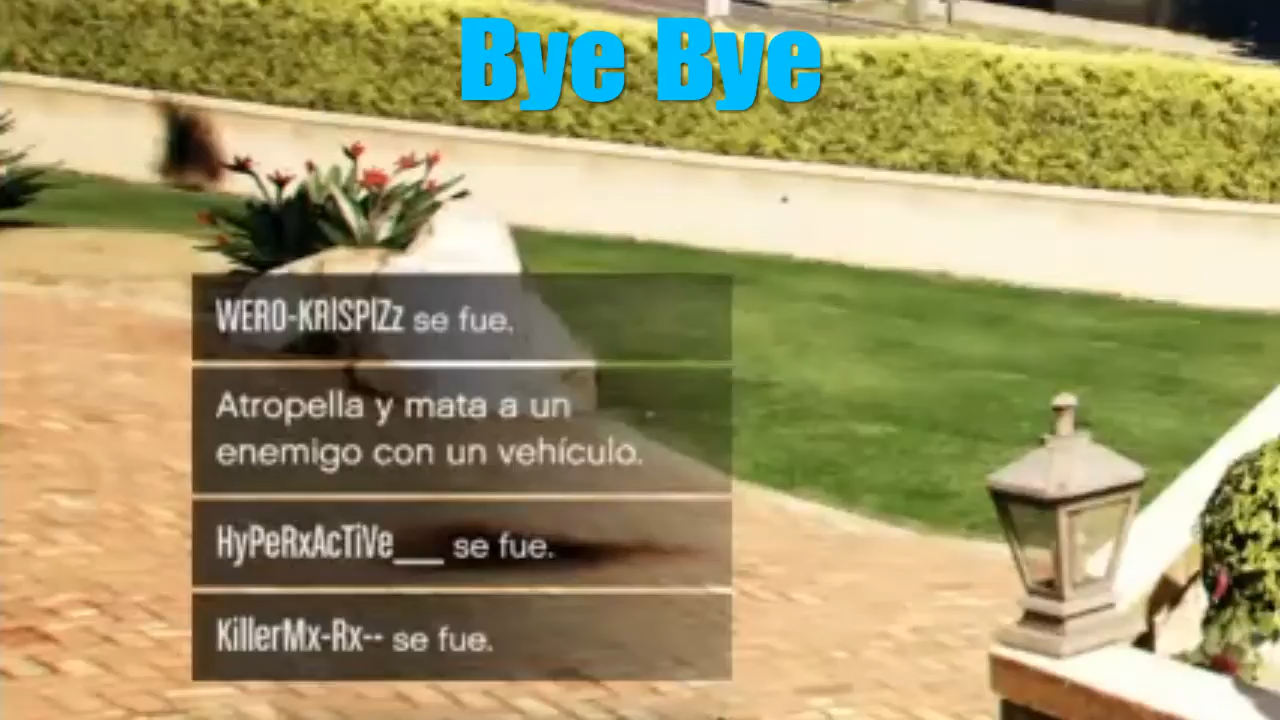 Bye Bye
WERO-KRISPIZz se fue.
Atropella y mata a un
enemigo con un vehículo.
HyPeRxAcTiVe___ se fue.
KillerMx-Rx-- se fue.